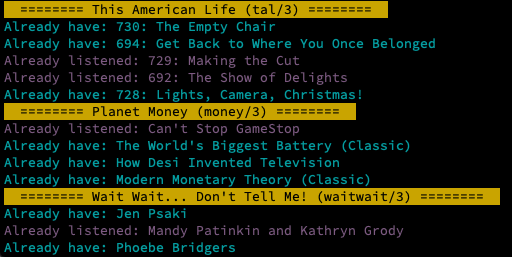 ======== This American Life (tal/3) ========
Already have: 730: The Empty Chair
Already have: 694: Get Back to Where You Once Belonged
Already listened: 729: Making the Cut
Already listened: 692: The Show of Delights
Already have: 728: Lights, Camera, Christmas!
======== Planet Money (money/3) ========
Already listened: Can't Stop GameStop
Already have: The World's Biggest Battery (Classic)
Already have: How Desi Invented Television
Already have: Modern Monetary Theory (Classic)
======== Wait Wait... Don't Tell Me! (waitwait/3) ========
Already have: Jen Psaki
Already listened: Mandy Patinkin and Kathryn Grody
Already have: Phoebe Bridgers